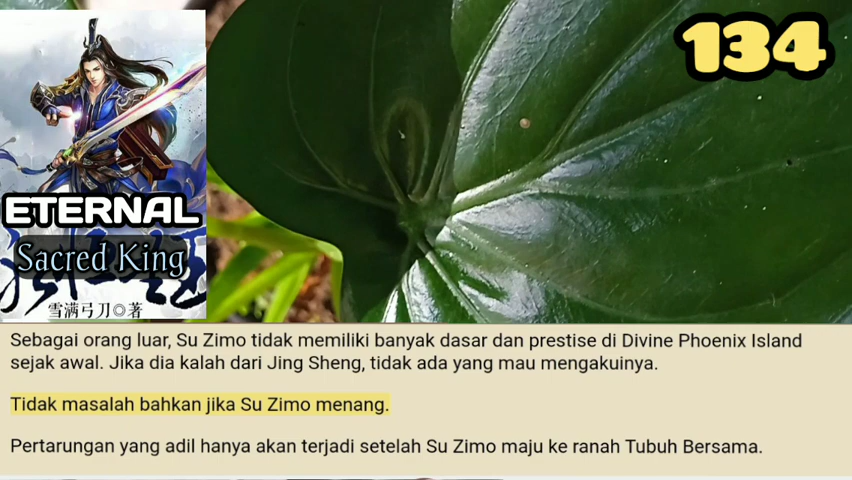 134
ETERNAL
Sacred King
雪满弓刀◎著
Sebagai orang luar, Su Zimo tidak memiliki banyak dasar dan prestise di Divine Phoenix Island
sejak awal. Jika dia kalah dari Jing Sheng, tidak ada yang mau mengakuinya.
Tidak masalah bahkan jika Su Zimo menang.
Pertarungan yang adil hanya akan terjadi setelah Su Zimo maju ke ranah Tubuh Bersama.